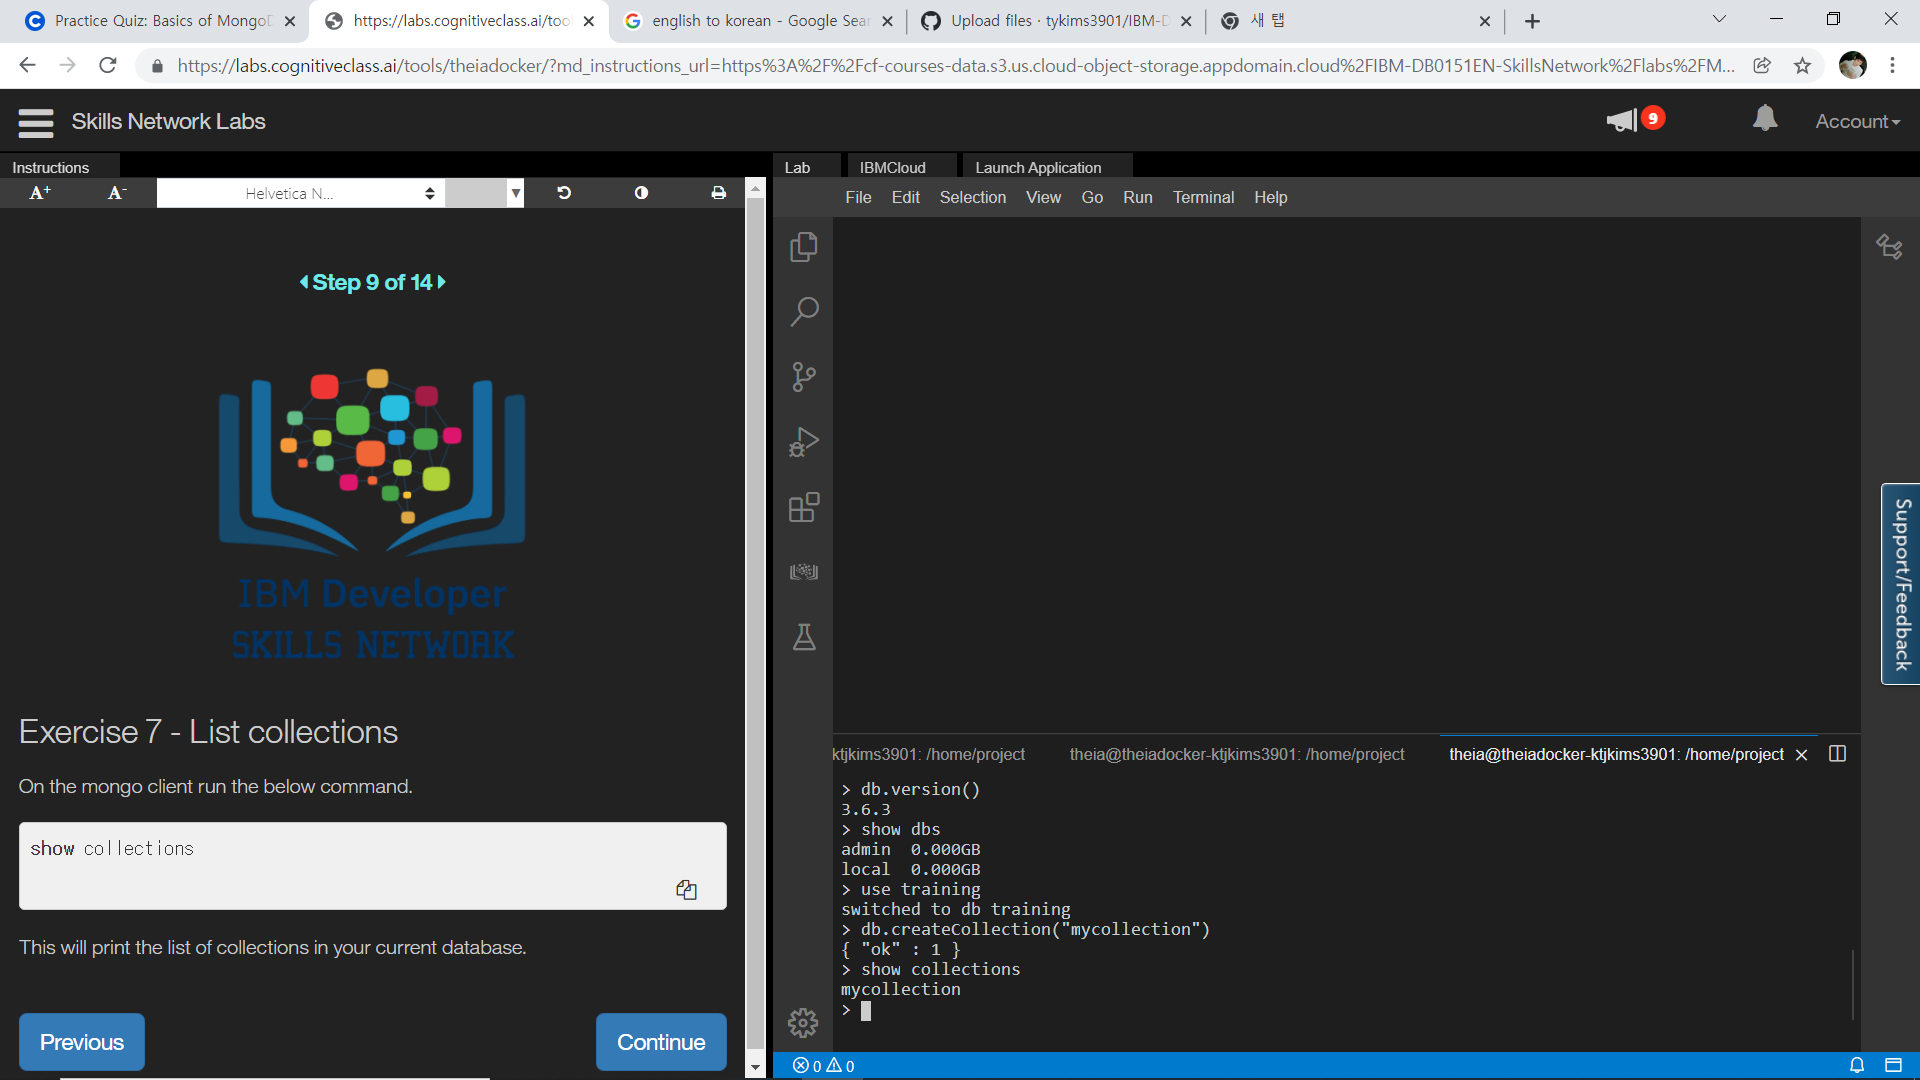 Practice Quiz: Basics of MongoD
https://labs.cognitiveclass.ai/too
english to korean - Google Sear
Upload files · tykims3901/IBM-D
새 탭
https://labs.cognitiveclass.ai/tools/theiadocker/?md_instructions_url=https%3A%2F%2Fcf-courses-data.s3.us.cloud-object-storage.appdomain.cloud%2FIBM-DB0151EN-SkillsNetwork%2Flabs%2FM...
Skills Network Labs
9
Account
Instructions
Lab
IBMCloud
Launch Application
A+
A-
Helvetica N...
File Edit Selection View Go Run Terminal Help
Step 9 of 14
IBM Developer
SKILLS NETWORK
Support/Feedback
Exercise 7 - List collections
On the mongo client run the below command.
show collections
This will print the list of collections in your current database.
Previous
Continue
ktjkims3901: /home/project
theia@theiadocker-ktjkims3901: /home/project
theia@theiadocker-ktjkims3901: /home/project
> db.version()
3.6.3
> show dbs
admin 0.000GB
local 0.000GB
> use training
switched to db training
> db.createCollection("mycollection")
{ "ok" : 1 }
> show collections
mycollection
>
0 0